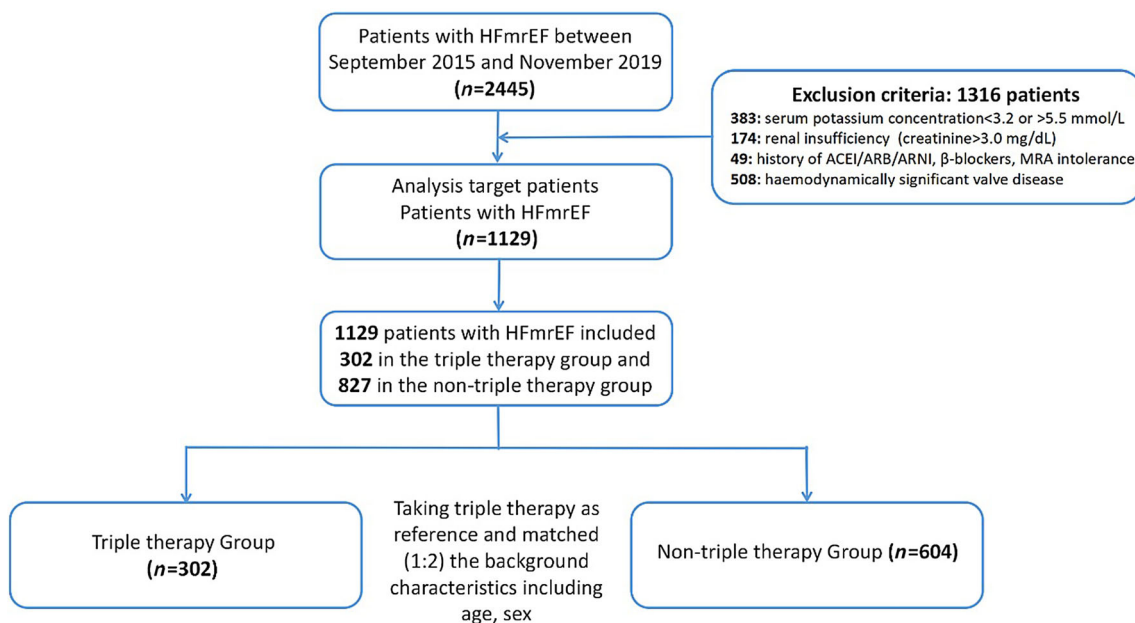 Patients with HFmrEF between
September 2015 and November 2019
(n=2445)
Exclusion criteria: 1316 patients
383: serum potassium concentration<3.2 or >5.5 mmol/L
174: renal insufficiency (creatinine>3.0 mg/dL)
49: history of ACEI/ARB/ARNI, β-blockers, MRA intolerance
508: haemodynamically significant valve disease
Analysis target patients
Patients with HFmrEF
(n=1129)
1129 patients with HFmrEF included
302 in the triple therapy group and
827 in the non-triple therapy group
Triple therapy Group
(n=302)
Taking triple therapy as
reference and matched
(1:2) the background
characteristics including
age, sex
Non-triple therapy Group (n=604)